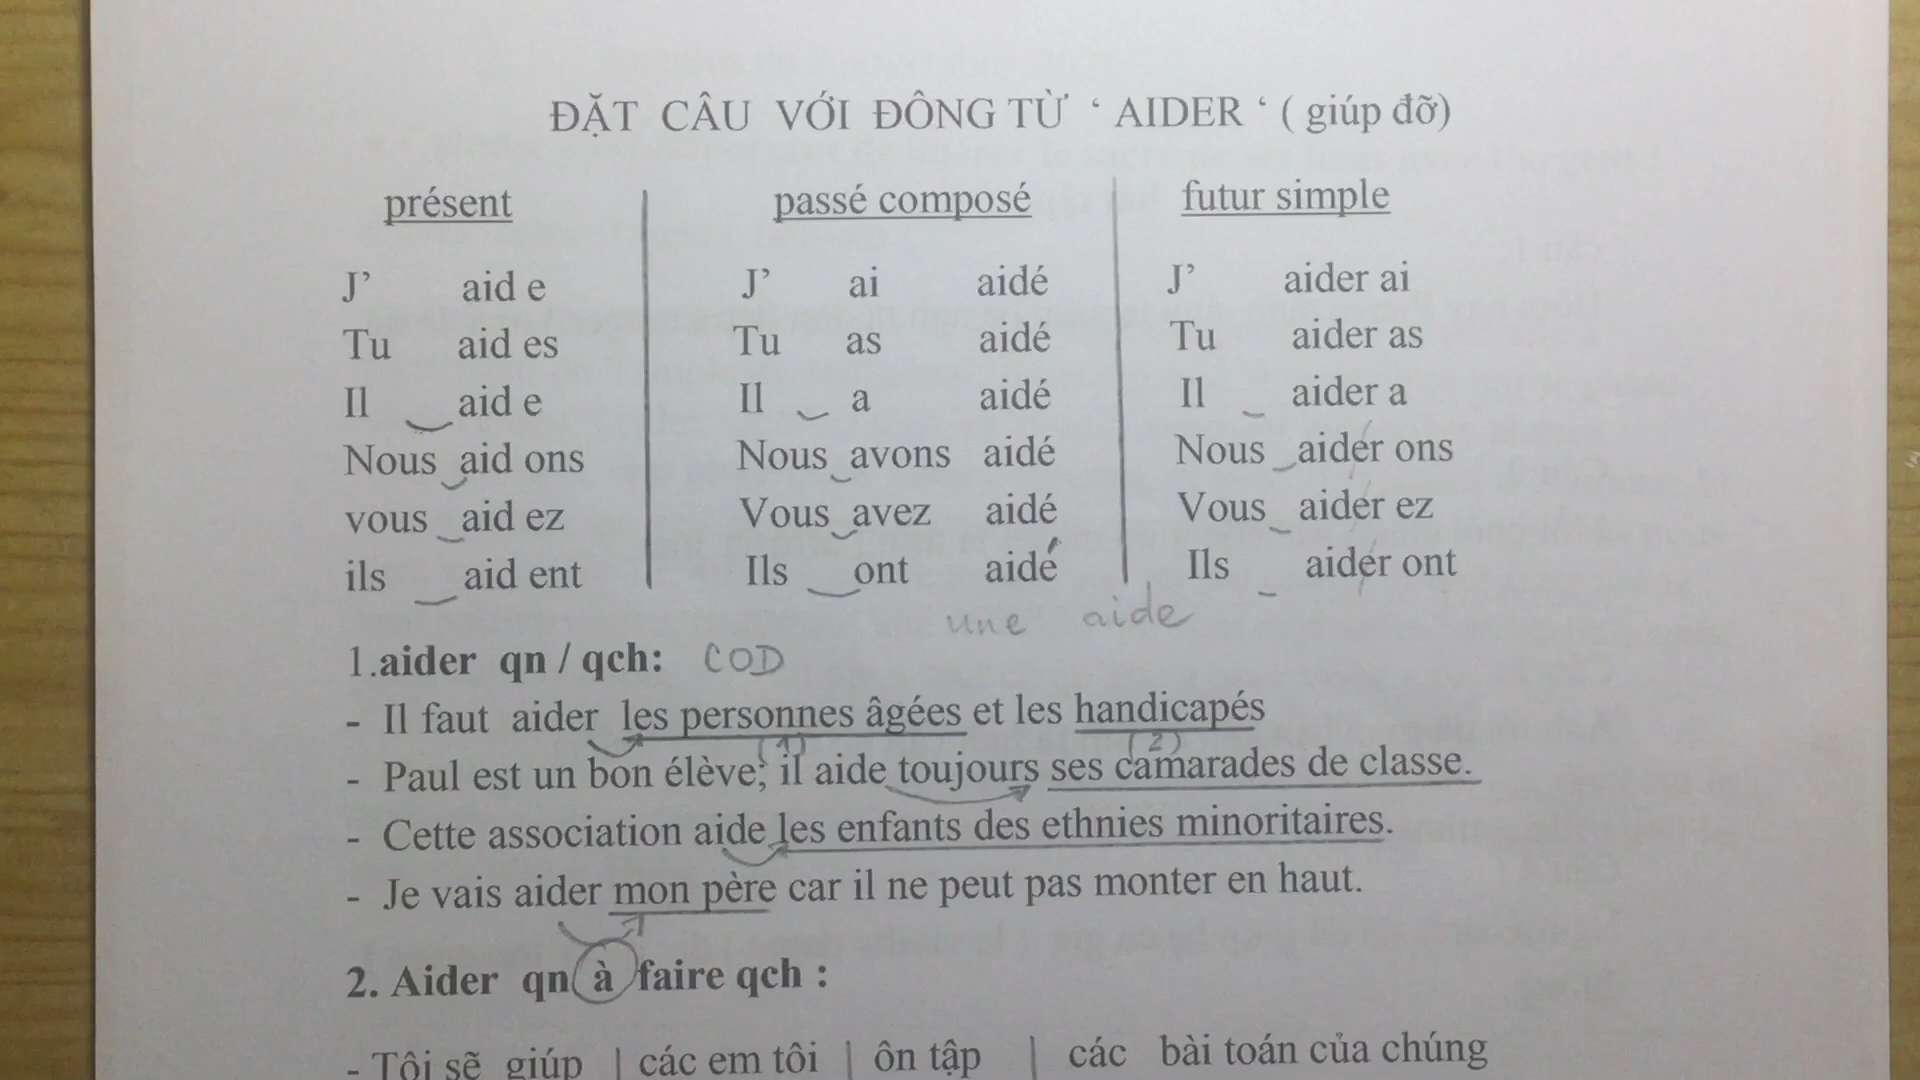 ĐẶT CÂU VỚI ĐÔNG TỪ ‘ AIDER ‘ ( giúp đỡ)
présent passé composé futur simple
J’ aid e J’ ai aidé J’ aider ai
Tu aid es Tu as aidé Tu aider as
Il aid e Il a aidé Il aider a
Nous aid ons Nous avons aidé Nous aider ons
vous aid ez Vous avez aidé Vous aider ez
ils aid ent Ils ont aidé Ils aider ont
une aide
1.aider qn / qch: COD
- Il faut aider les personnes âgées et les handicapés
(1) (2)
- Paul est un bon élève; il aide toujours ses camarades de classe.
- Cette association aide les enfants des ethnies minoritaires.
- Je vais aider mon père car il ne peut pas monter en haut.
2. Aider qn à faire qch :
- Tôi sẽ giúp | các em tôi | ôn tập | các bài toán của chúng